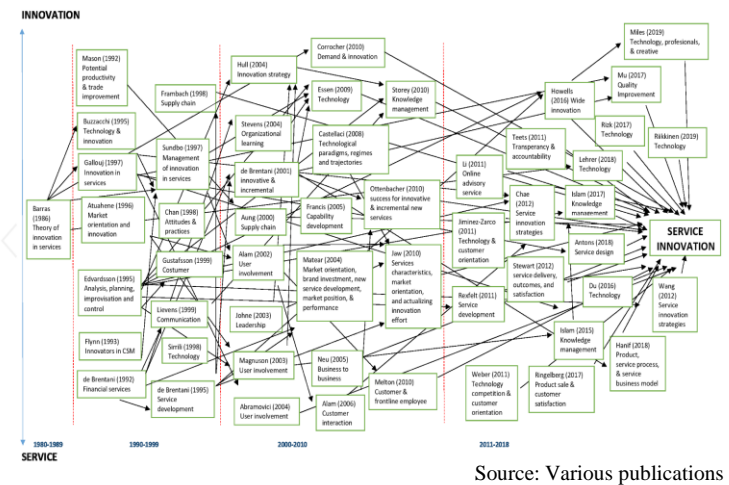 INNOVATION
Mason (1992)
Potential
productivity
& trade
improvement
Buzzacchi (1995)
Technology &
innovation
Gallouj (1997)
Innovation in
services
Barras
(1986)
Theory of
innovation
in services
Atuahume (1996)
Market
orientation and
innovation
Edvardsson (1995)
Analysis, planning,
improvisation and
control
Flynn (1993)
Innovators in CSM
de Brentani (1992)
Financial services
Frambach (1998)
Supply chain
Sundbo (1997)
Management
of innovation
in services
Chan (1998)
Attitudes &
practices
Gustafsson (1999)
Costumer
Lievens (1999)
Communication
Simli (1998)
Technology
de Brentani (1995)
Service
development
Hull (2004)
Innovation strategy
Stevens (2004)
Organizational
learning
de Brentani (2001)
innovative &
incremental
Aung (2000)
Supply chain
Alam (2002)
User
involvement
Johne (2003)
Leadership
Magnuson (2003)
User involvement
Abramovici (2004)
User involvement
Corrocher (2010)
Demand & innovation
Essen (2009)
Technology
Castellaci (2008)
Technological
paradigms, regimes
and trajectories
Francis (2005)
Capability
development
Matear (2004)
Market orientation,
brand investment, new
service development,
market position, &
performance
Neu (2005)
Business to
business
Alam (2006)
Customer
interaction
Storey (2010)
Knowledge
management
Ottenbacher (2010)
success for innovative
& incremental new
services
Jaw (2010)
Services
characteristics,
market
orientation,
and actualizing
innovation
effort
Melton (2010)
Customer &
frontline employee
Li (2011)
Online
advisory
service
Jiminez-Zarco
(2011)
Technology &
customer
orientation
Rexfelt (2011)
Service
development
Weber (2011)
Technology
competition &
customer
orientation
Teets (2011)
Transperancy &
accountability
Chae
(2012)
Service
innovation
strategies
Stewart (2012)
service delivery,
outcomes, and
satisfaction
Howells
(2016) Wide
innovation
Lehrer (2018)
Technology
Islam (2017)
Knowledge
management
Antons (2018)
Service design
Du (2016)
Technology
Islam (2015)
Knowledge
management
Ringelberg (2017)
Product sale &
customer
satisfaction
Miles (2019)
Technology, profesionals,
& creative
Mu (2017)
Quality
Improvement
Rizk (2017)
Technology
Riikkinen (2019)
Technology
SERVICE
INNOVATION
Wang
(2012)
Service
innovation
strategies
Hanif (2018)
Product,
service process,
& service
business model
1980-1989
1990-1999
2000-2010
2011-2018
SERVICE
Source: Various publications